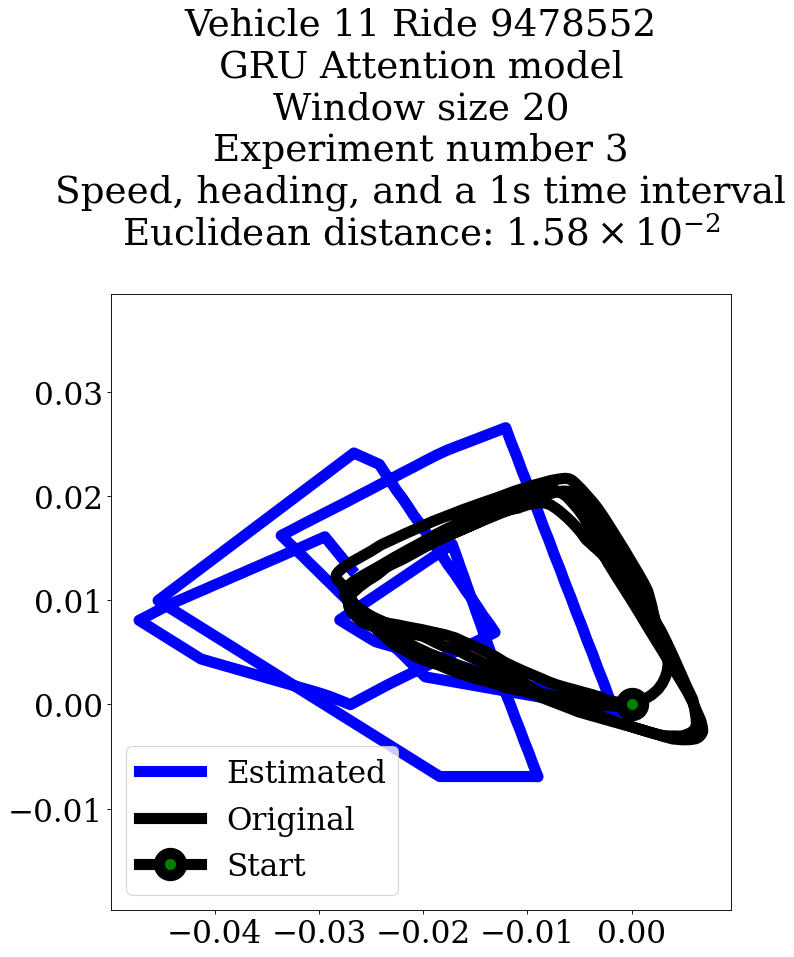 Vehicle 11 Ride 9478552
GRU Attention model
Window size 20
Experiment number 3
Speed, heading, and a 1s time interval
Euclidean distance: 1.58 × 10⁻²
0.03
0.02
0.01
0.00
−0.01
Estimated
Original
Start
−0.04 −0.03 −0.02 −0.01 0.00